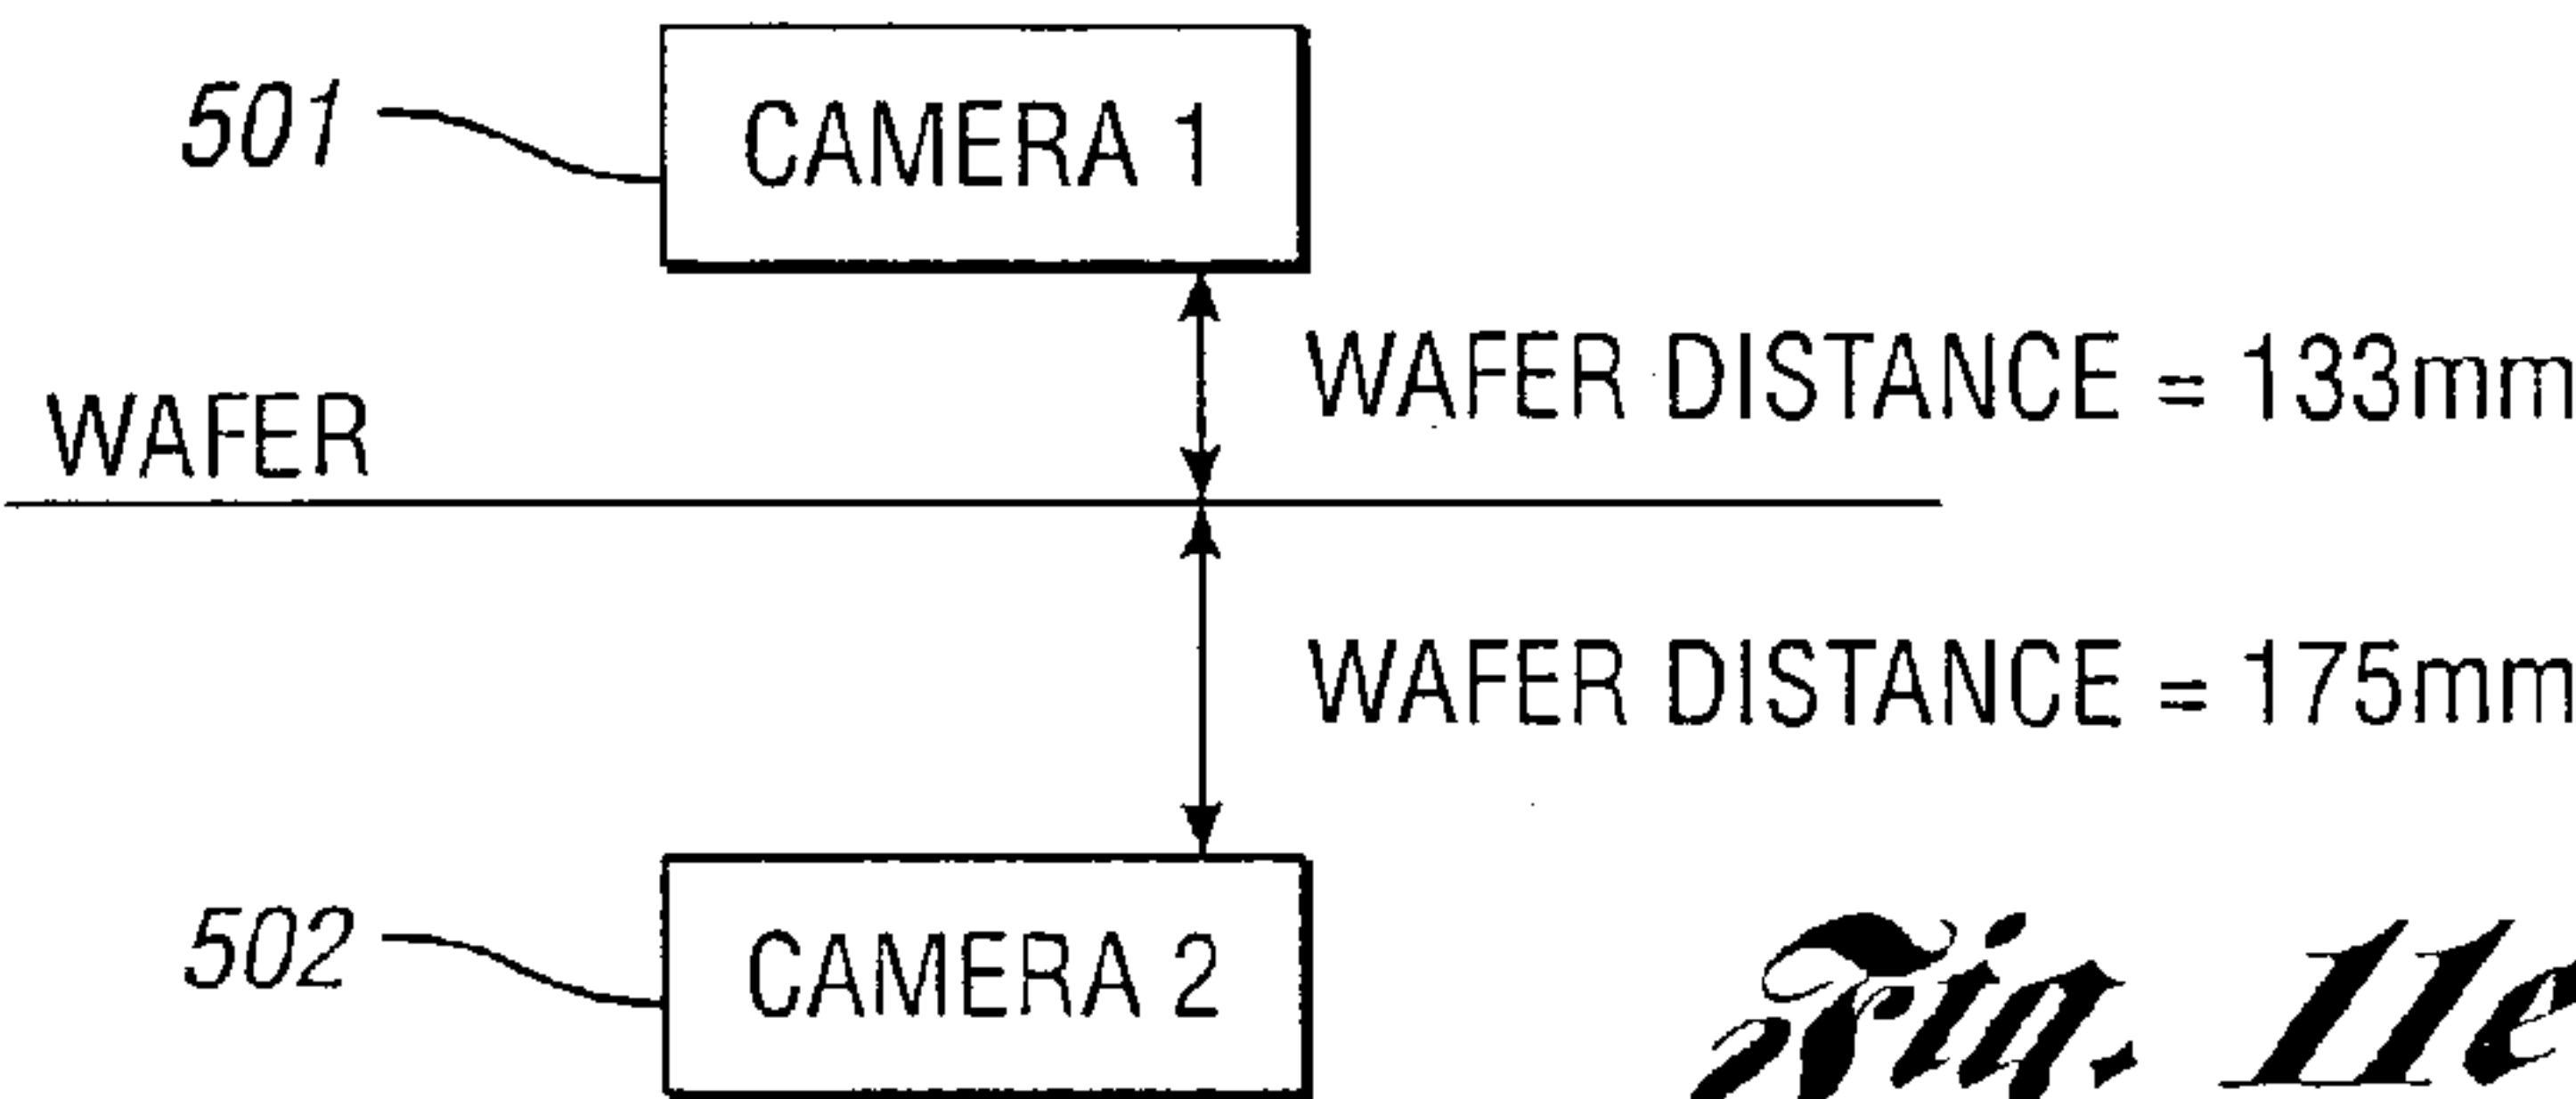 501
CAMERA 1
WAFER DISTANCE = 133mm
WAFER
WAFER DISTANCE = 175mm
502
CAMERA 2
Fig. 11e